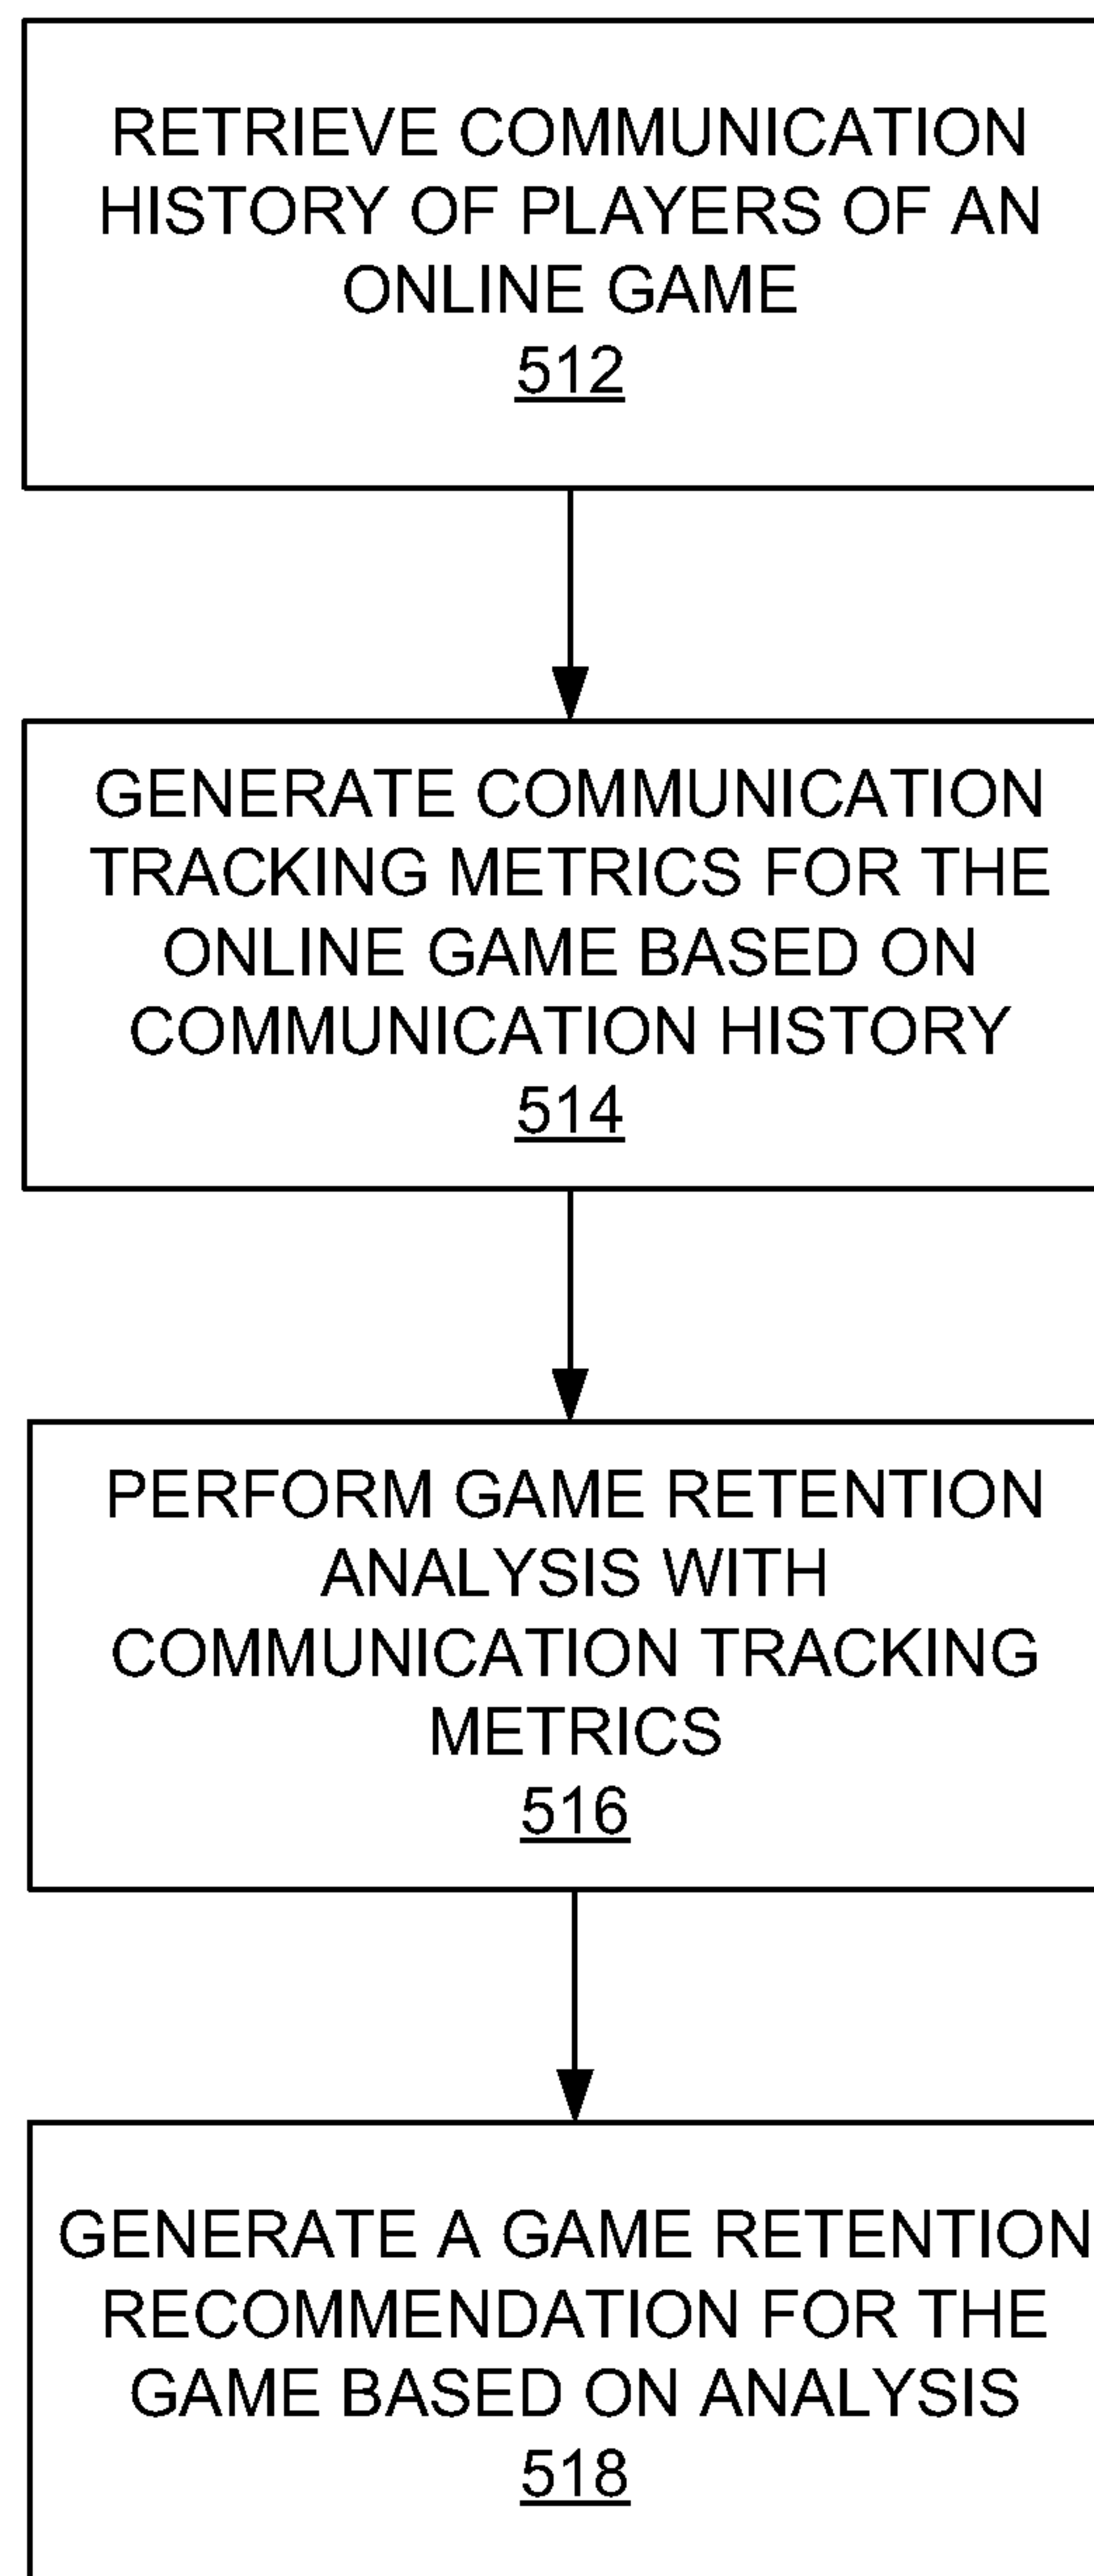 RETRIEVE COMMUNICATION
HISTORY OF PLAYERS OF AN
ONLINE GAME
512
GENERATE COMMUNICATION
TRACKING METRICS FOR THE
ONLINE GAME BASED ON
COMMUNICATION HISTORY
514
PERFORM GAME RETENTION
ANALYSIS WITH
COMMUNICATION TRACKING
METRICS
516
GENERATE A GAME RETENTION
RECOMMENDATION FOR THE
GAME BASED ON ANALYSIS
518